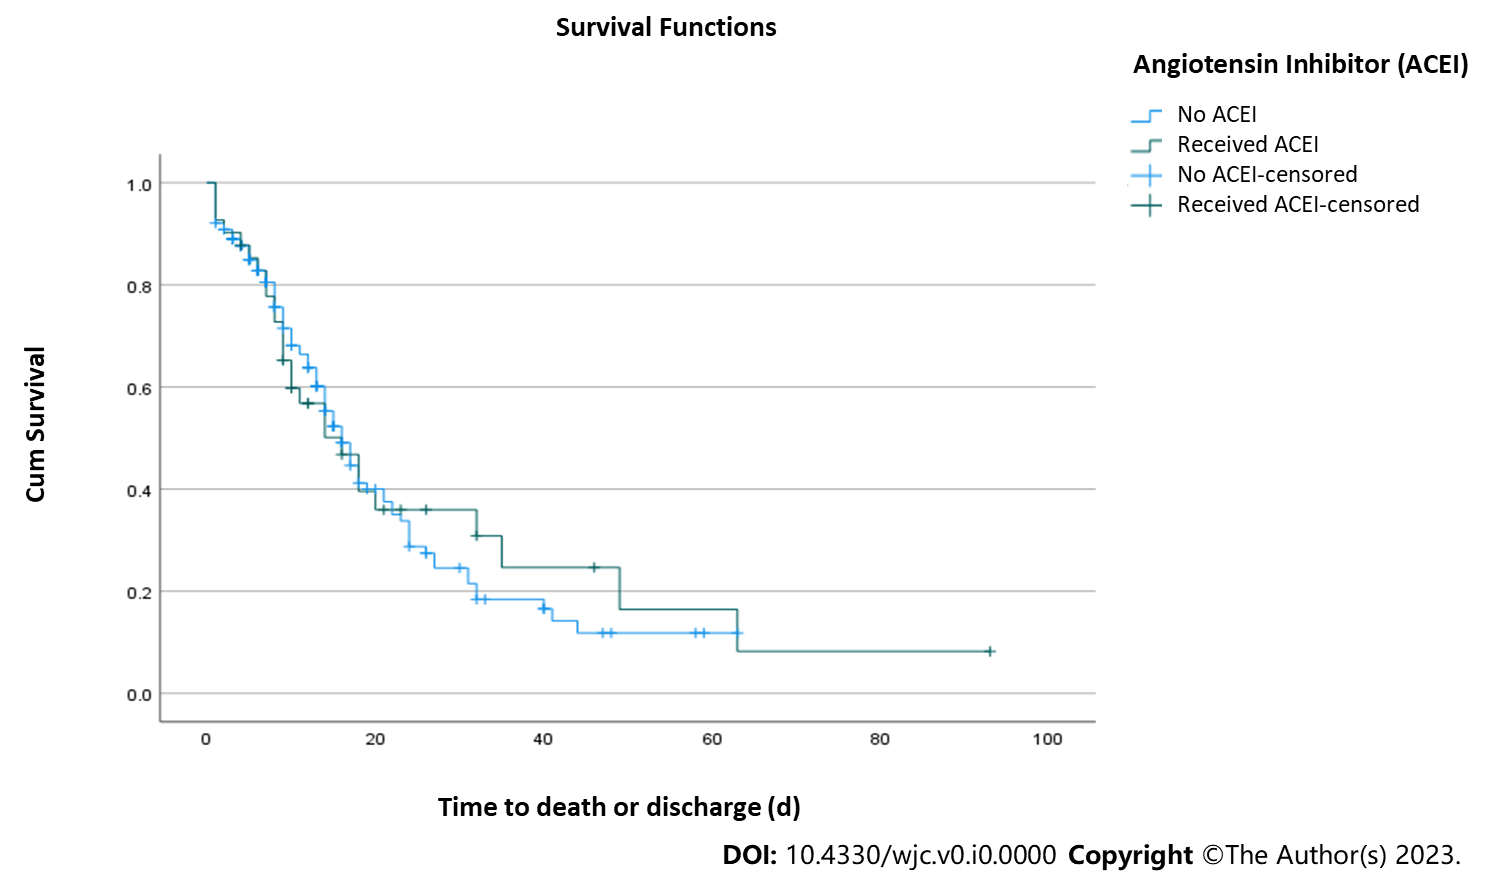 Survival Functions
Angiotensin Inhibitor (ACEI)
No ACEI
Received ACEI
No ACEI-censored
Received ACEI-censored
Cum Survival
1.0
0.8
0.6
0.4
0.2
0.0
0 20 40 60 80 100
Time to death or discharge (d)
DOI: 10.4330/wjc.v0.i0.0000 Copyright ©The Author(s) 2023.